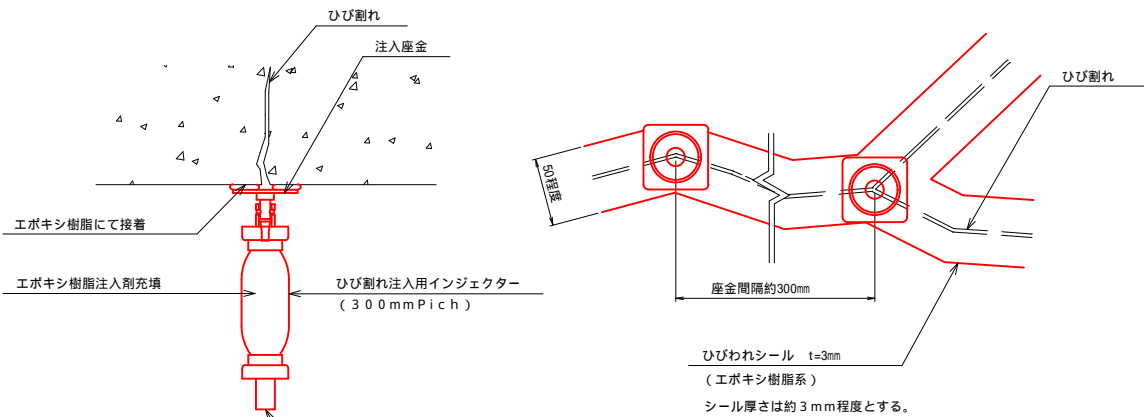 ひび割れ
注入座金
エポキシ樹脂にて接着
エポキシ樹脂注入剤充填
ひび割れ注入用インジェクター
(300mmPich)
ひび割れ
50程度
座金間隔約300㎜
ひびわれシール t=3㎜
(エポキシ樹脂系)
シール厚さは約3mm程度とする。